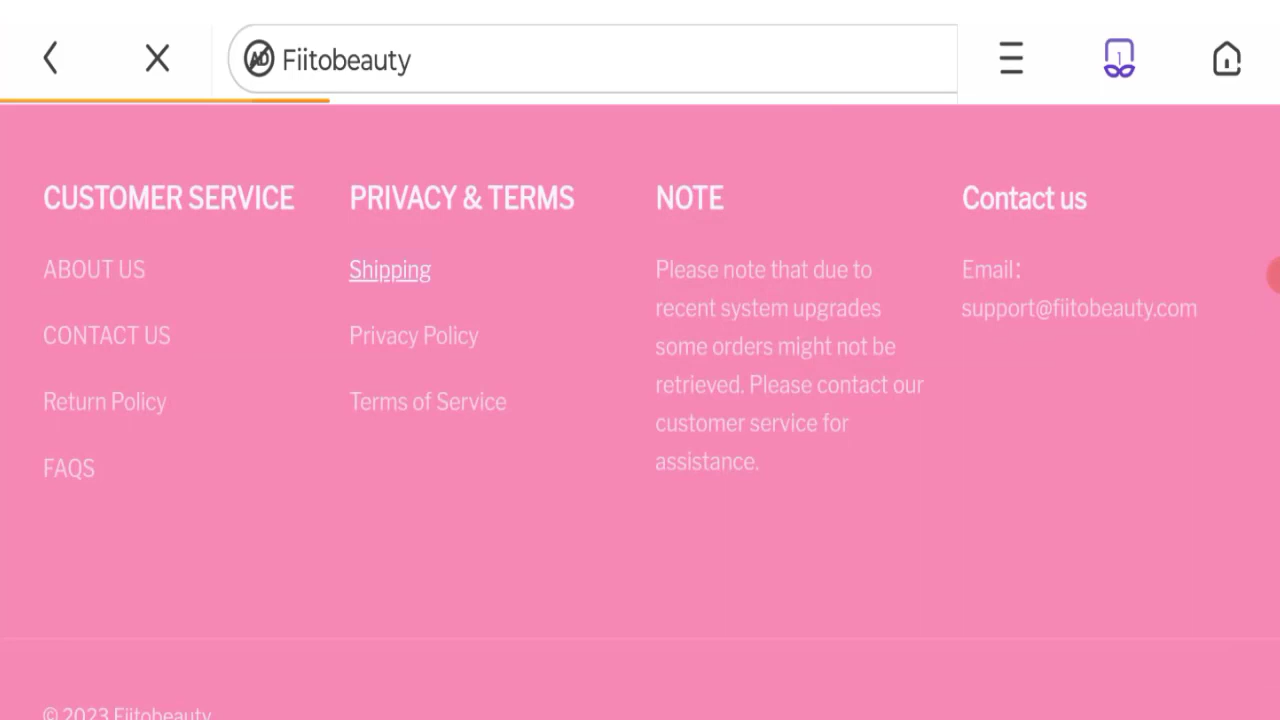 Fiitobeauty
CUSTOMER SERVICE
ABOUT US
CONTACT US
Return Policy
FAQS
PRIVACY & TERMS
Shipping
Privacy Policy
Terms of Service
NOTE
Please note that due to
recent system upgrades
some orders might not be
retrieved. Please contact our
customer service for
assistance.
Contact us
Email：
support@fiitobeauty.com
© 2023 Fiitobeauty